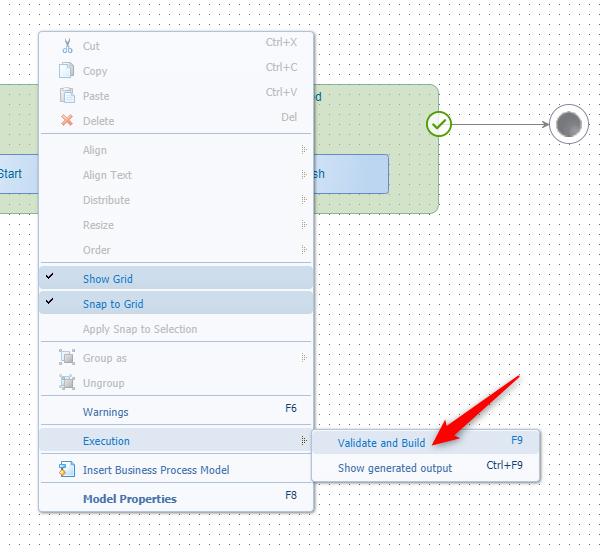 Cut Ctrl+X
Copy Ctrl+C
Paste Ctrl+V
Delete Del
d
Align
Start
Align Text
sh
Distribute
Resize
Order
Show Grid
Snap to Grid
Apply Snap to Selection
Group as
Ungroup
Warnings F6
Execution
Validate and Build F9
Insert Business Process Model
Show generated output Ctrl+F9
Model Properties F8